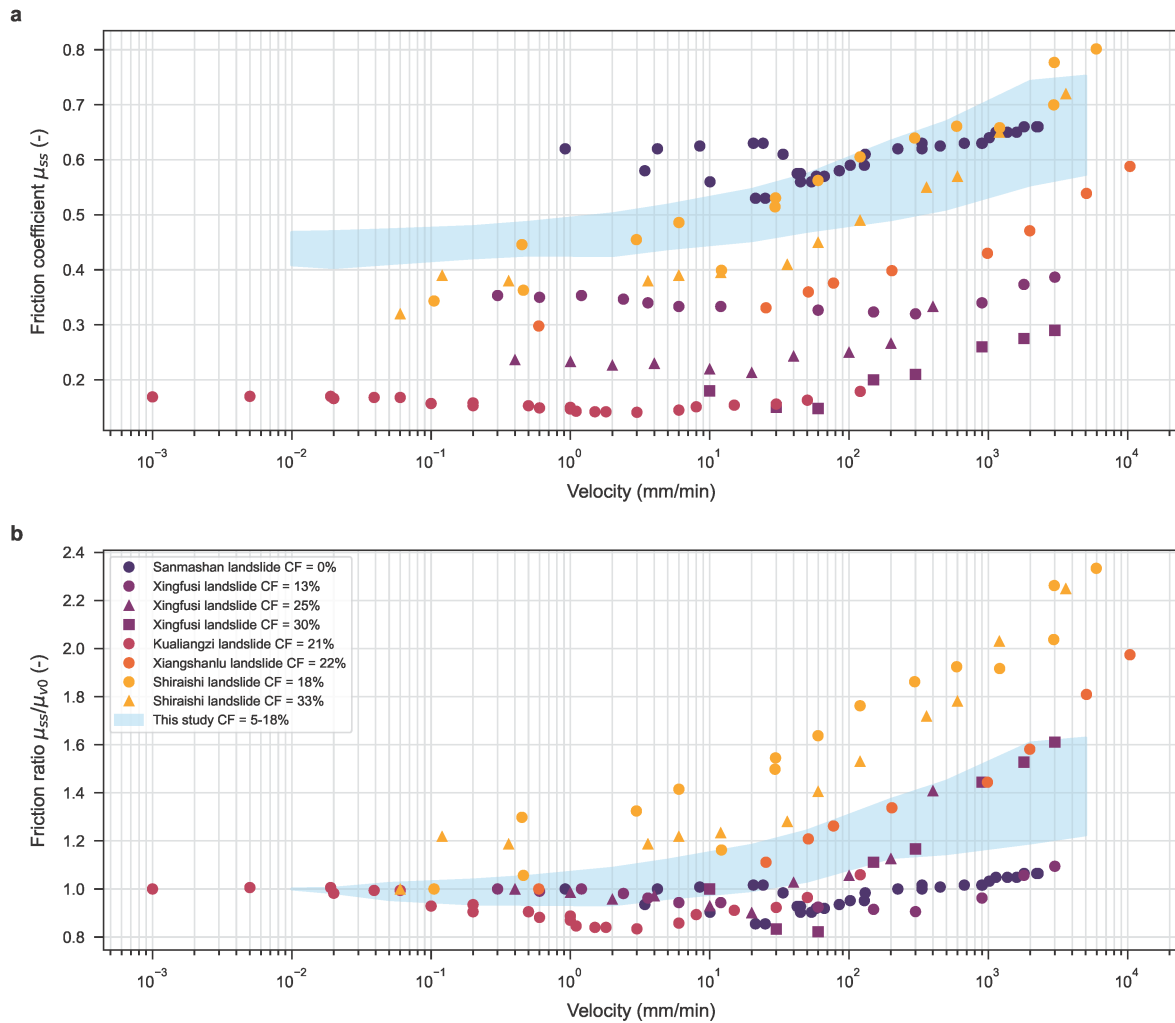 a
0.8
0.7
0.6
0.5
0.4
0.3
0.2
Friction coefficient μss (-)
10⁻³ 10⁻² 10⁻¹ 10⁰ 10¹ 10² 10³ 10⁴
Velocity (mm/min)
b
2.4
2.2
2.0
1.8
1.6
1.4
1.2
1.0
0.8
Friction ratio μss/μv0 (-)
Sanmashan landslide CF = 0%
Xingfusi landslide CF = 13%
Xingfusi landslide CF = 25%
Xingfusi landslide CF = 30%
Kualiangzi landslide CF = 21%
Xiangshanlu landslide CF = 22%
Shiraishi landslide CF = 18%
Shiraishi landslide CF = 33%
This study CF = 5-18%
10⁻³ 10⁻² 10⁻¹ 10⁰ 10¹ 10² 10³ 10⁴
Velocity (mm/min)